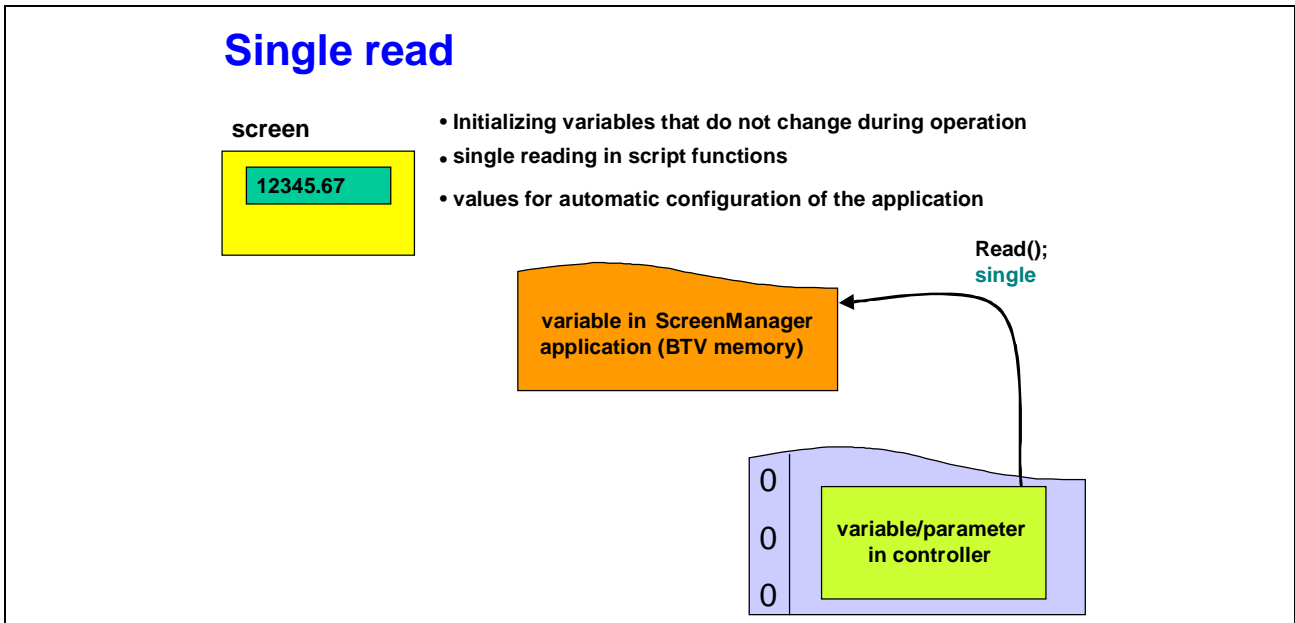 Single read
screen
12345.67
• Initializing variables that do not change during operation
• single reading in script functions
• values for automatic configuration of the application
Read();
single
variable in ScreenManager
application (BTV memory)
0
0
0
variable/parameter
in controller